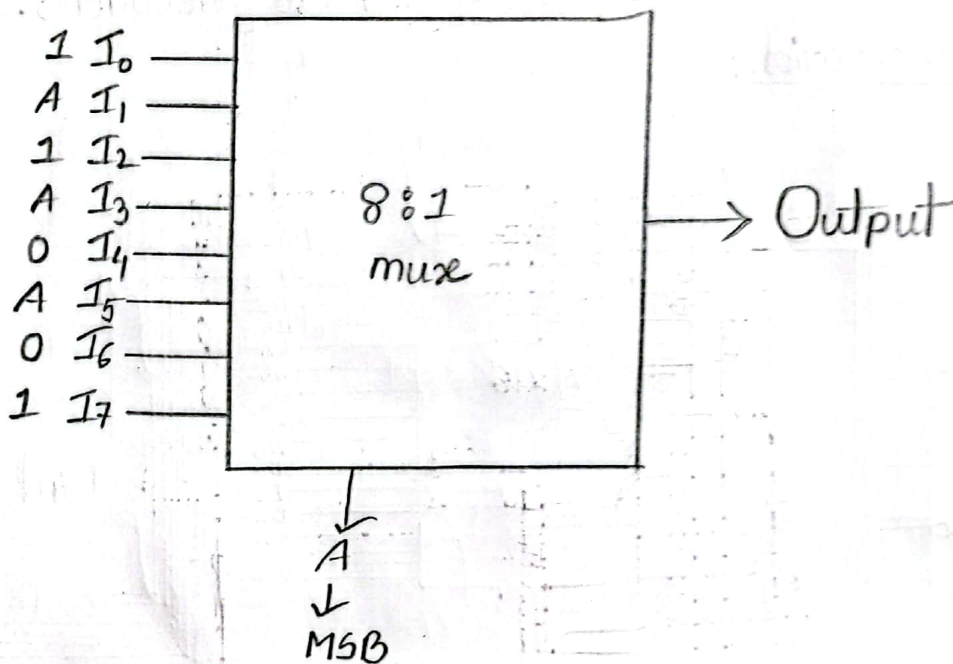 1 I₀
A I₁
1 I₂
A I₃
0 I₄
A I₅
0 I₆
1 I₇
8:1
mux
Output
A
MSB